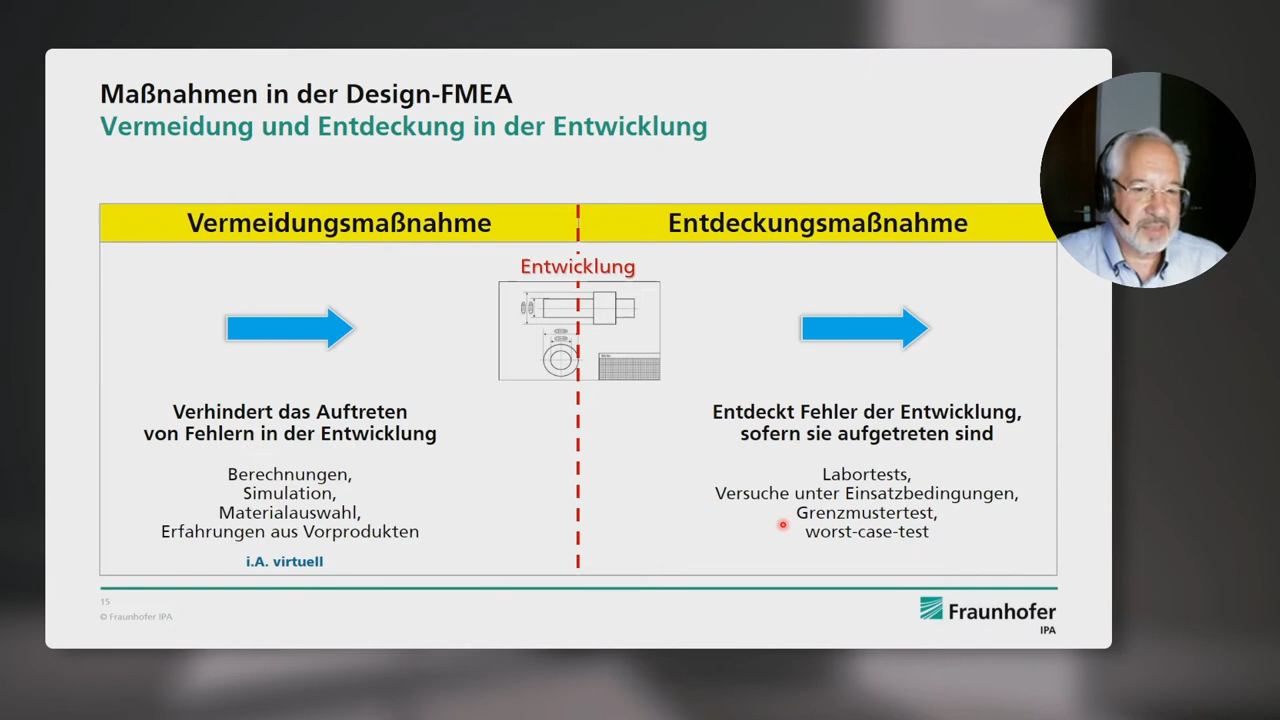 Maßnahmen in der Design-FMEA
Vermeidung und Entdeckung in der Entwicklung
Vermeidungsmaßnahme
Entdeckungsmaßnahme
Entwicklung
Verhindert das Auftreten
von Fehlern in der Entwicklung
Berechnungen,
Simulation,
Materialauswahl,
Erfahrungen aus Vorprodukten
i.A. virtuell
Entdeckt Fehler der Entwicklung,
sofern sie aufgetreten sind
Labortests,
Versuche unter Einsatzbedingungen,
Grenzmustertest,
worst-case-test
15
© Fraunhofer IPA
Fraunhofer
IPA